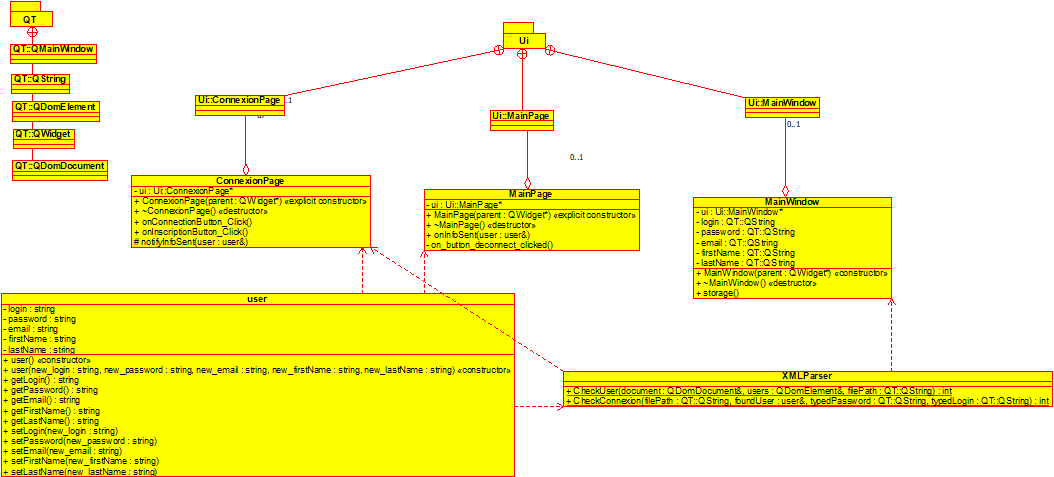 QT
QT::QMainWindow
QT::QString
QT::QDomElement
QT::QWidget
QT::QDomDocument
Ui
Ui::ConnexionPage
..1
Ui::MainPage
0..1
Ui::MainWindow
0..1
ConnexionPage
- ui : Ui::ConnexionPage*
+ ConnexionPage(parent : QWidget*) «explicit constructor»
+ ~ConnexionPage() «destructor»
+ onConnectionButton_Click()
+ onInscriptionButton_Click()
# notifyInfoSent(user : user&)
MainPage
- ui : Ui::MainPage*
+ MainPage(parent : QWidget*) «explicit constructor»
+ ~MainPage() «destructor»
+ onInfoSent(user : user&)
- on_button_deconnect_clicked()
MainWindow
- ui : Ui::MainWindow*
- login : QT::QString
- password : QT::QString
- email : QT::QString
- firstName : QT::QString
- lastName : QT::QString
+ MainWindow(parent : QWidget*) «constructor»
+ ~MainWindow() «destructor»
+ storage()
user
- login : string
- password : string
- email : string
- firstName : string
- lastName : string
+ user() «constructor»
+ user(new_login : string, new_password : string, new_email : string, new_firstName : string, new_lastName : string) «constructor»
+ getLogin() : string
+ getPassword() : string
+ getEmail() : string
+ getFirstName() : string
+ getLastName() : string
+ setLogin(new_login : string)
+ setPassword(new_password : string)
+ setEmail(new_email : string)
+ setFirstName(new_firstName : string)
+ setLastName(new_lastName : string)
XMLParser
+ CheckUser(document : QDomDocument&, users : QDomElement&, filePath : QT::QString) : int
+ CheckConnexion(filePath : QT::QString, foundUser : user&, typedPassword : QT::QString, typedLogin : QT::QString) : int